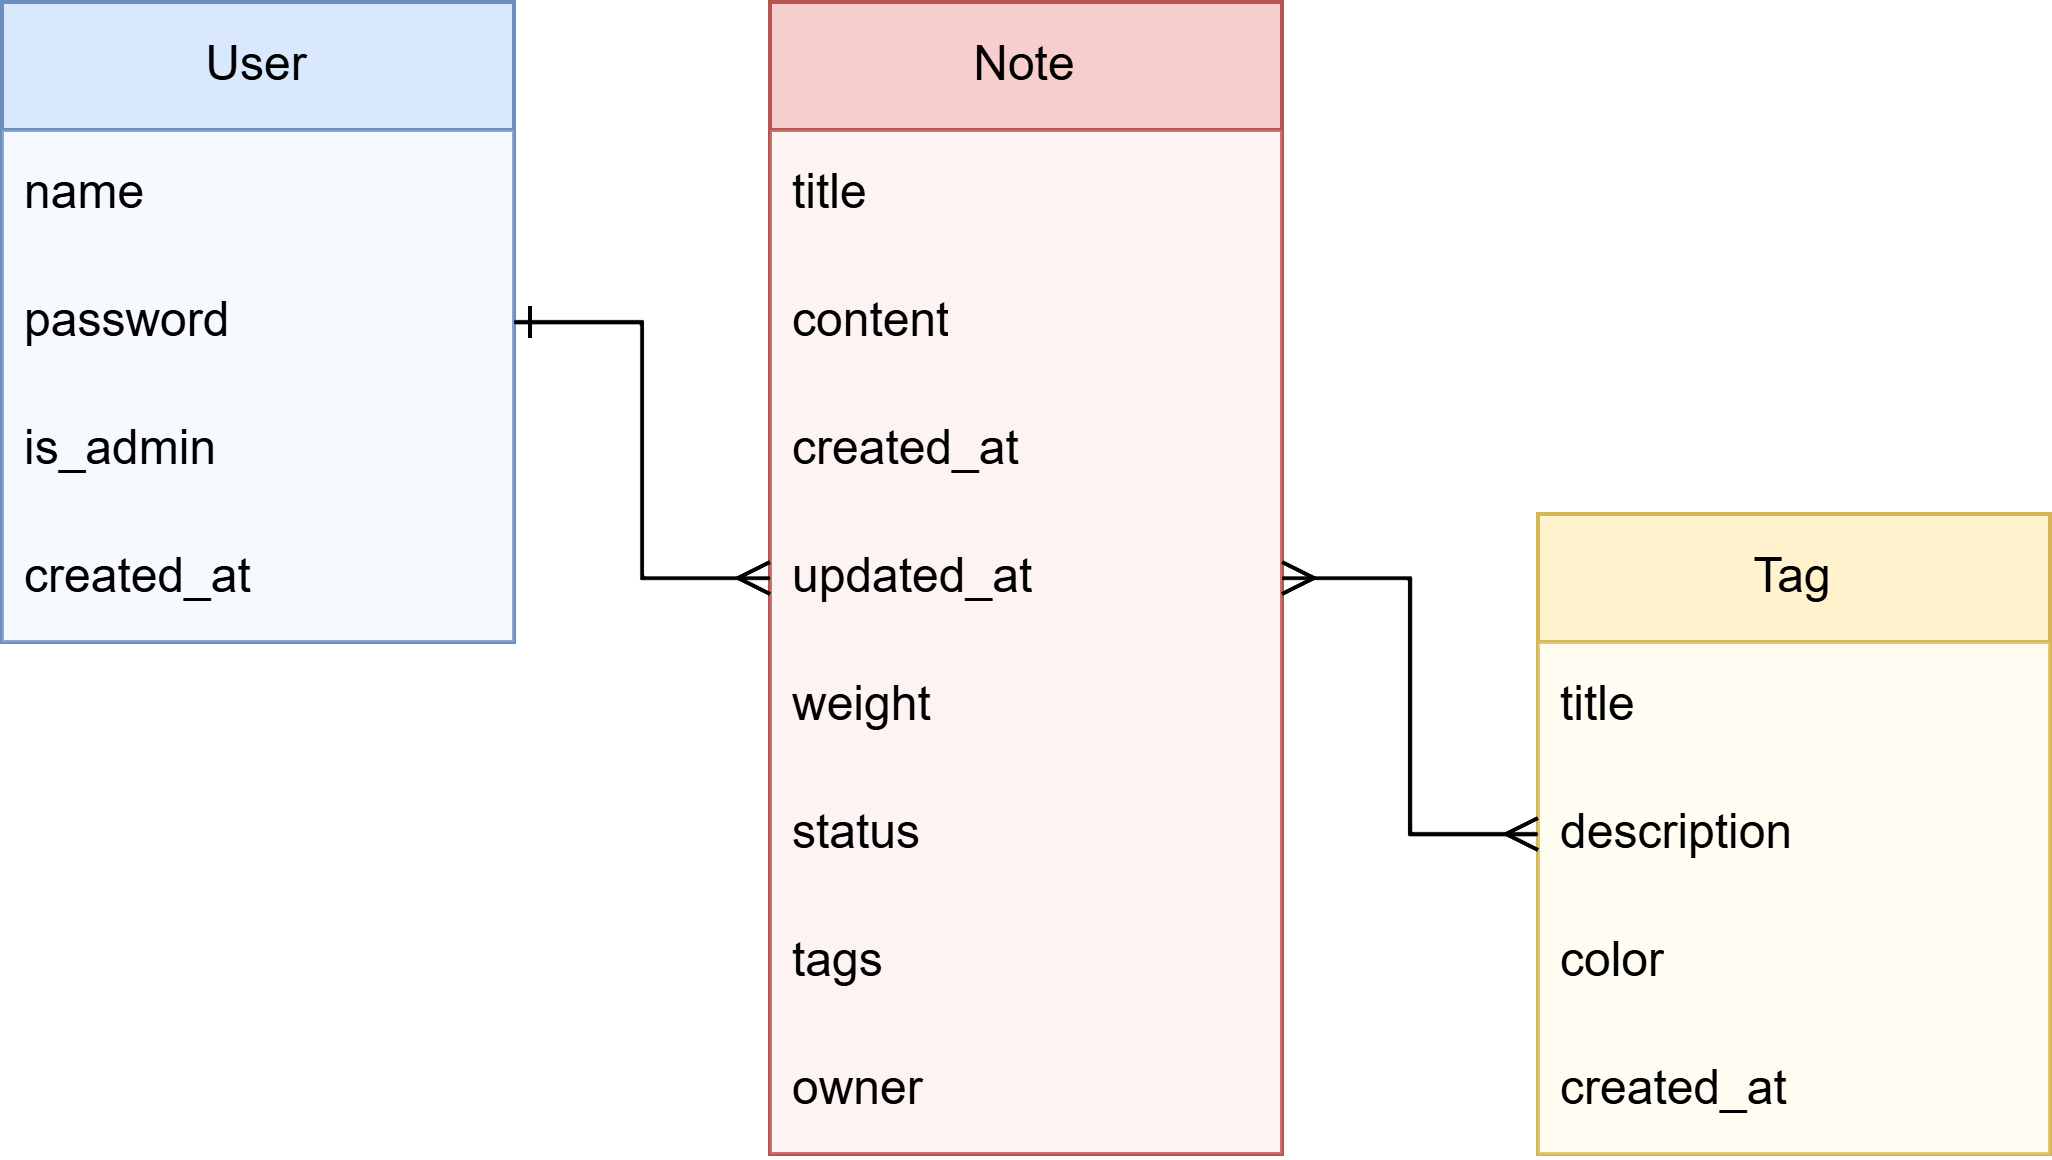 User
name
password
is_admin
created_at
Note
title
content
created_at
updated_at
weight
status
tags
owner
Tag
title
description
color
created_at